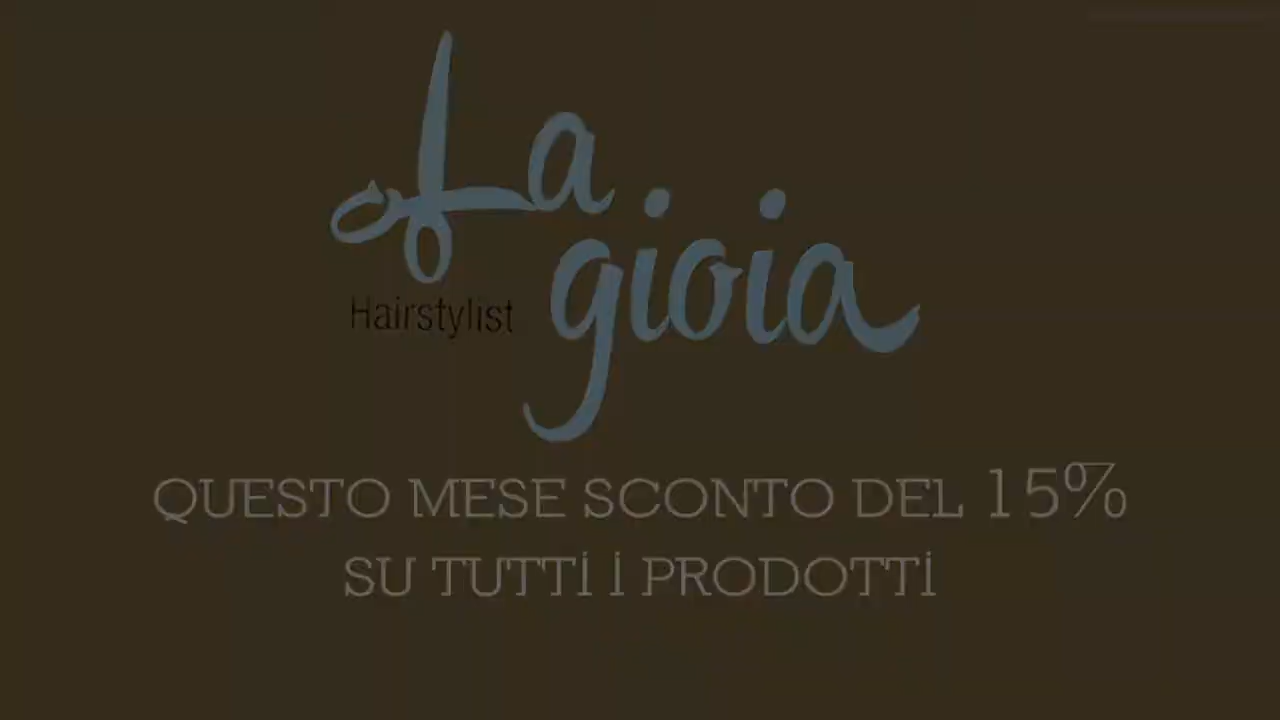 La
gioia
Hairstylist
QUESTO MESE SCONTO DEL 15%
SU TUTTI I PRODOTTI